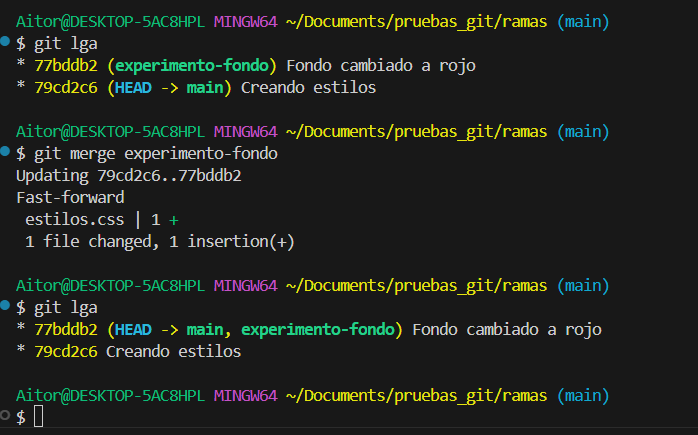 Aitor@DESKTOP-5AC8HPL MINGW64 ~/Documents/pruebas_git/ramas (main)
$ git lga
* 77bddb2 (experimento-fondo) Fondo cambiado a rojo
* 79cd2c6 (HEAD -> main) Creando estilos
Aitor@DESKTOP-5AC8HPL MINGW64 ~/Documents/pruebas_git/ramas (main)
$ git merge experimento-fondo
Updating 79cd2c6..77bddb2
Fast-forward
 estilos.css | 1 +
 1 file changed, 1 insertion(+)
Aitor@DESKTOP-5AC8HPL MINGW64 ~/Documents/pruebas_git/ramas (main)
$ git lga
* 77bddb2 (HEAD -> main, experimento-fondo) Fondo cambiado a rojo
* 79cd2c6 Creando estilos
Aitor@DESKTOP-5AC8HPL MINGW64 ~/Documents/pruebas_git/ramas (main)
$